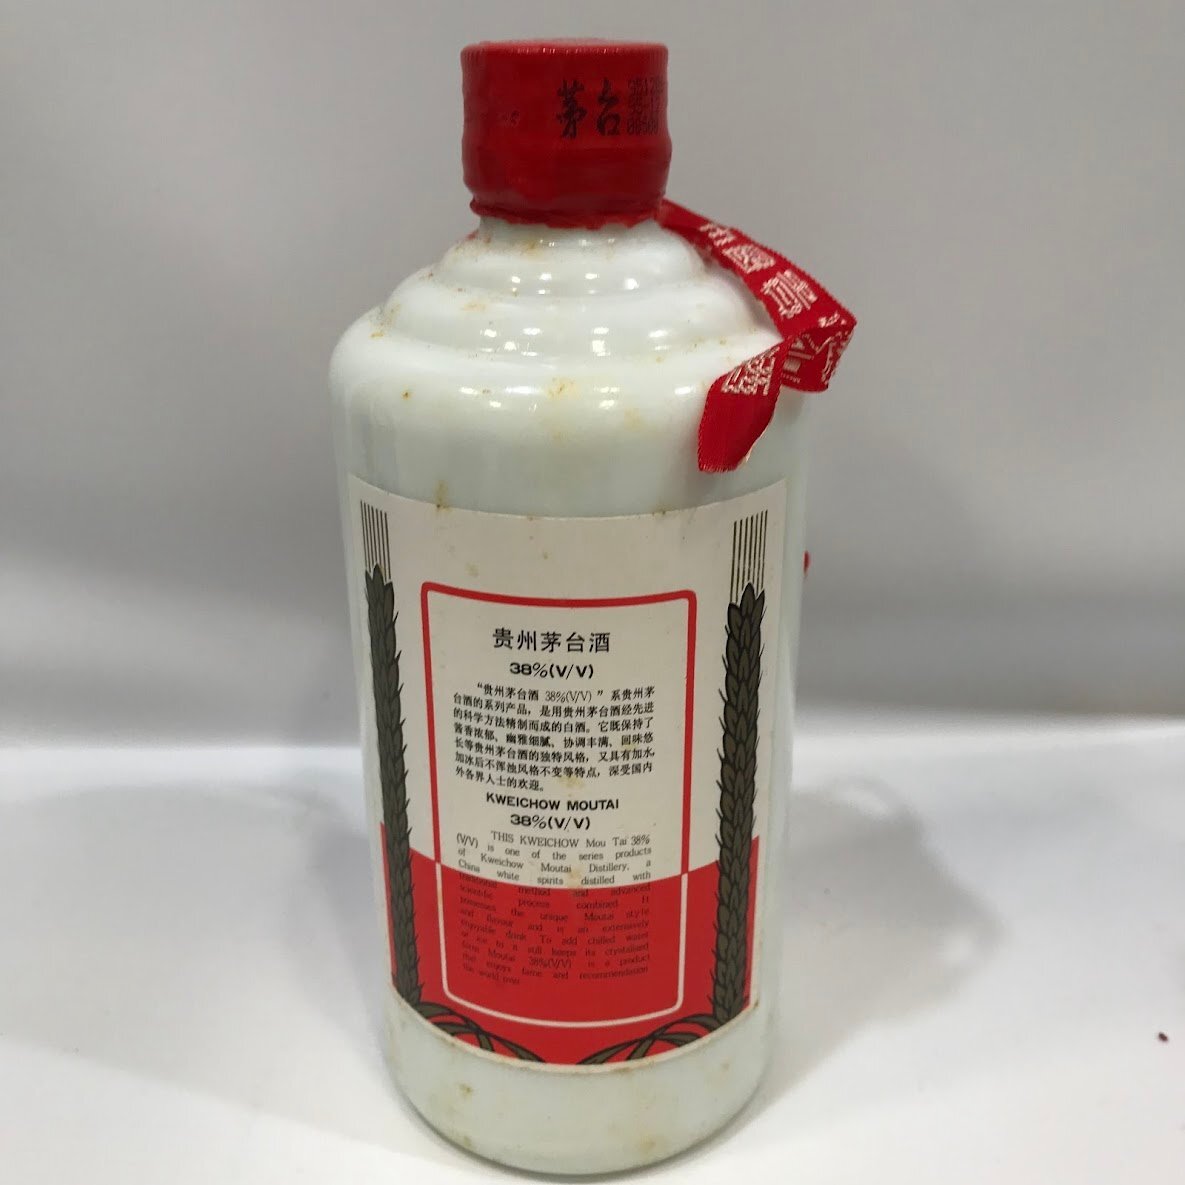 茅台
中國貴
贵州茅台酒
38%(V/V)
“贵州茅台酒 38%(V/V)”系贵州茅
台酒的系列产品，是用贵州茅台酒经先进
的科学方法精制而成的白酒。它既保持了
酱香浓郁、幽雅细腻、协调丰满、回味悠
长等贵州茅台酒的独特风格，又具有加水，
加冰后不浑浊风格不变等特点，深受国内
外各界人士的欢迎。
KWEICHOW MOUTAI
38%(V/V)
THIS KWEICHOW Mou Tai 38%
(V/V) is one of the series products
of Kweichow Moutai Distillery, a
China white spirits distilled with
traditional method and advanced
scientific process combined It
possesses the unique Moutai style
and flavour and is an extensively
enjoyable drink To add chilled water
or ice to it still keeps its crystalised
form Moutai 38%(V/V) is a product
that enjoys fame and recommendation
the world over